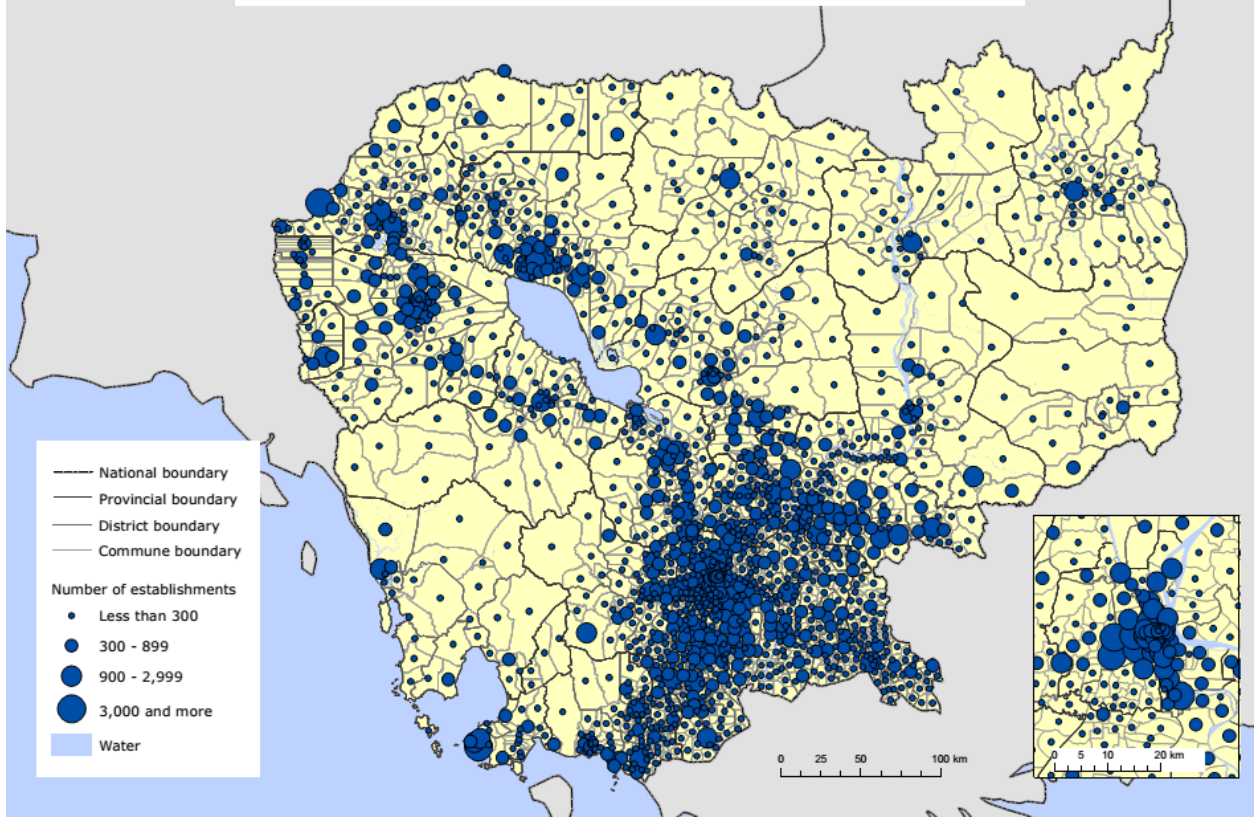 National boundary
Provincial boundary
District boundary
Commune boundary
Number of establishments
Less than 300
300 - 899
900 - 2,999
3,000 and more
Water
0 25 50 100 km
0 5 10 20 km